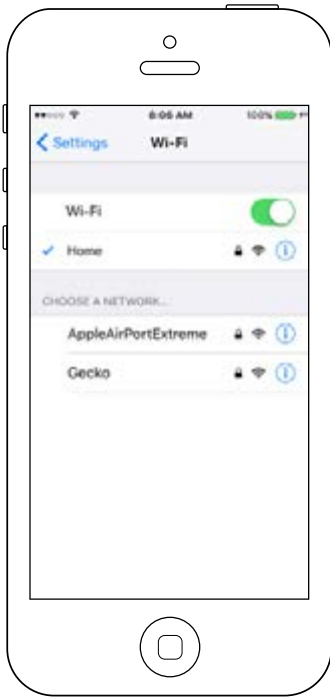 8:06 AM 100%
Settings Wi-Fi
Wi-Fi
Home
CHOOSE A NETWORK...
AppleAirPortExtreme
Gecko